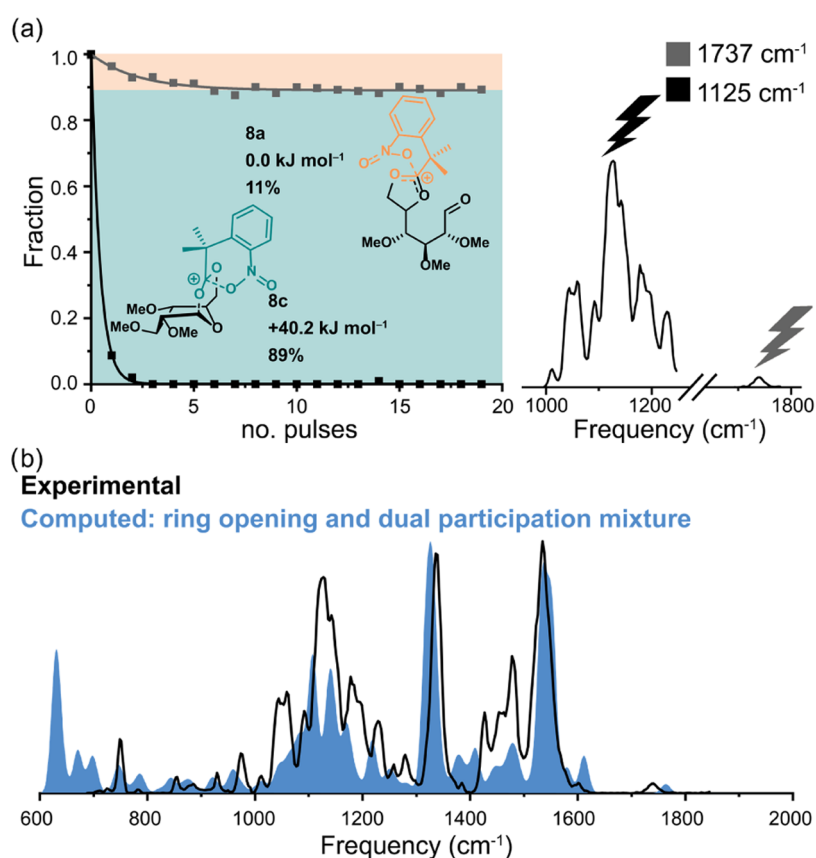 (a)
1737 cm⁻¹
1125 cm⁻¹
1.0
0.8
0.6
0.4
0.2
0.0
Fraction
8a
0.0 kJ mol⁻¹
11%
N
O
O
O
+
O
O
MeO
OMe
OMe
O
N
O
O
O
+
MeO
MeO
OMe
O
8c
+40.2 kJ mol⁻¹
89%
0 5 10 15 20
no. pulses
1000 1200 1800
Frequency (cm⁻¹)
(b)
Experimental
Computed: ring opening and dual participation mixture
600 800 1000 1200 1400 1600 1800 2000
Frequency (cm⁻¹)